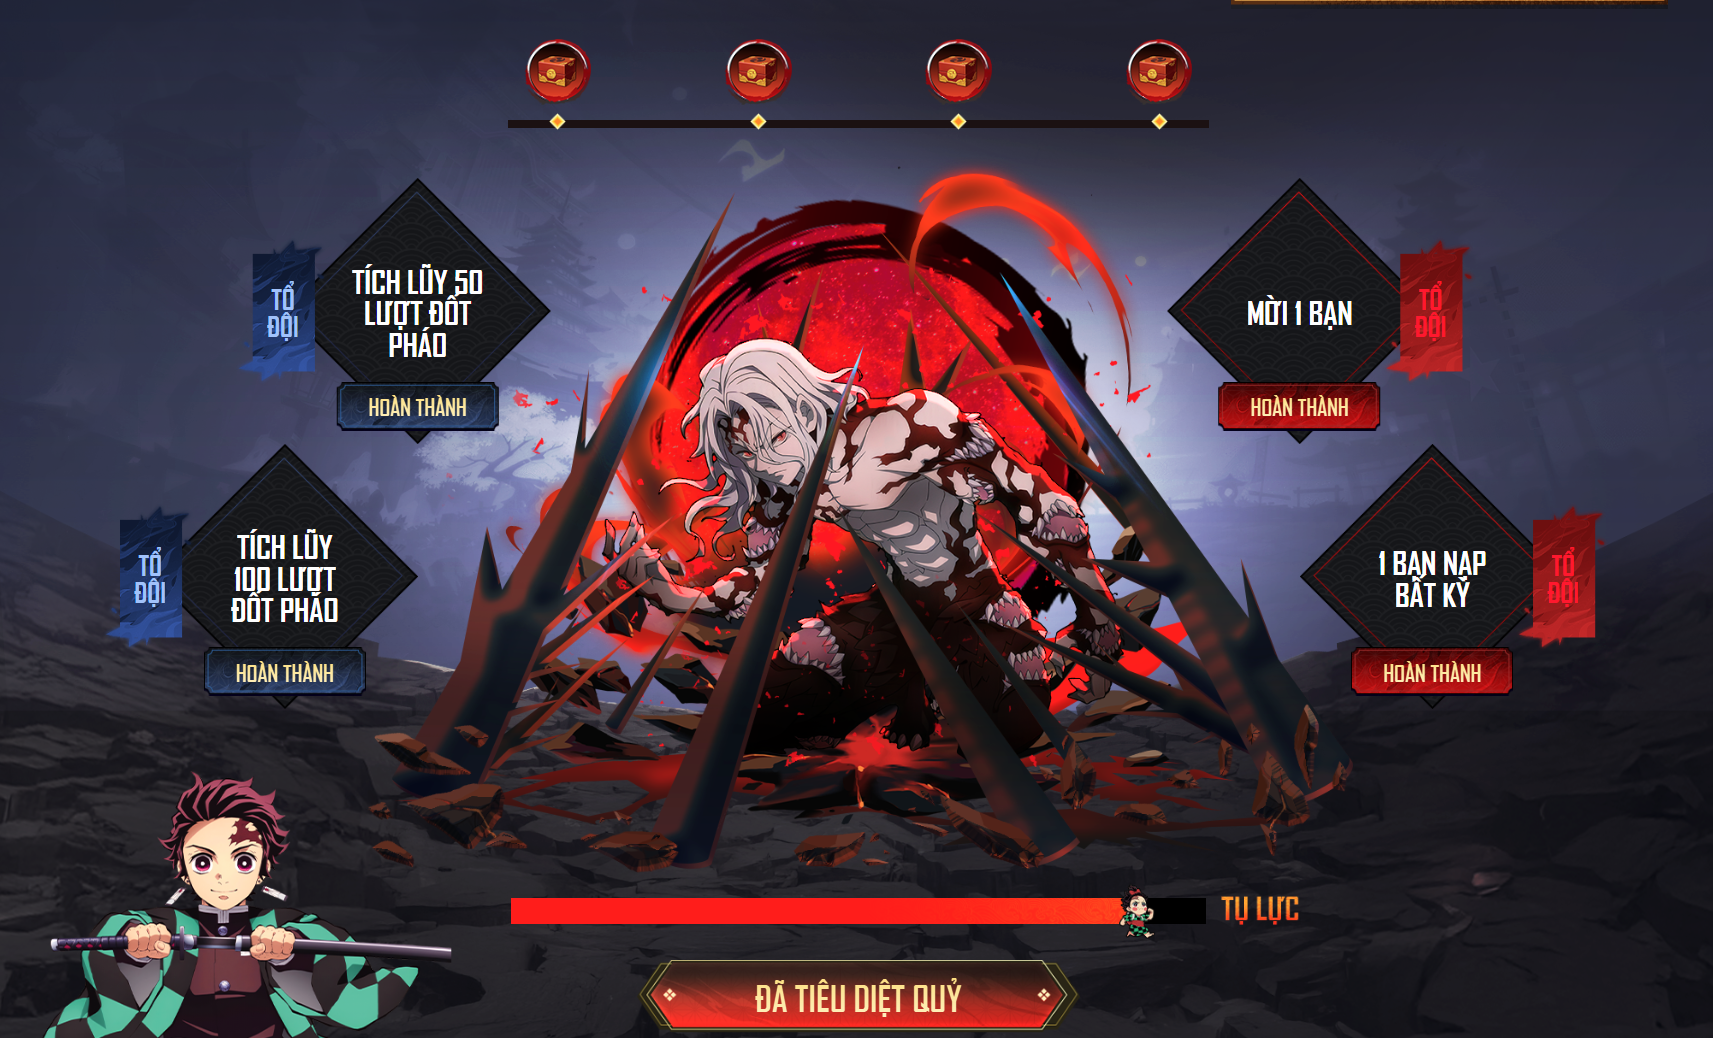 TỔ
ĐỘI
TÍCH LŨY 50
LƯỢT ĐỐT
PHÁO
HOÀN THÀNH
MỜI 1 BẠN
TỔ
ĐỘI
HOÀN THÀNH
TỔ
ĐỘI
TÍCH LŨY
100 LƯỢT
ĐỐT PHÁO
HOÀN THÀNH
1 BẠN NẠP
BẤT KỲ
TỔ
ĐỘI
HOÀN THÀNH
TỤ LỰC
ĐÃ TIÊU DIỆT QUỶ